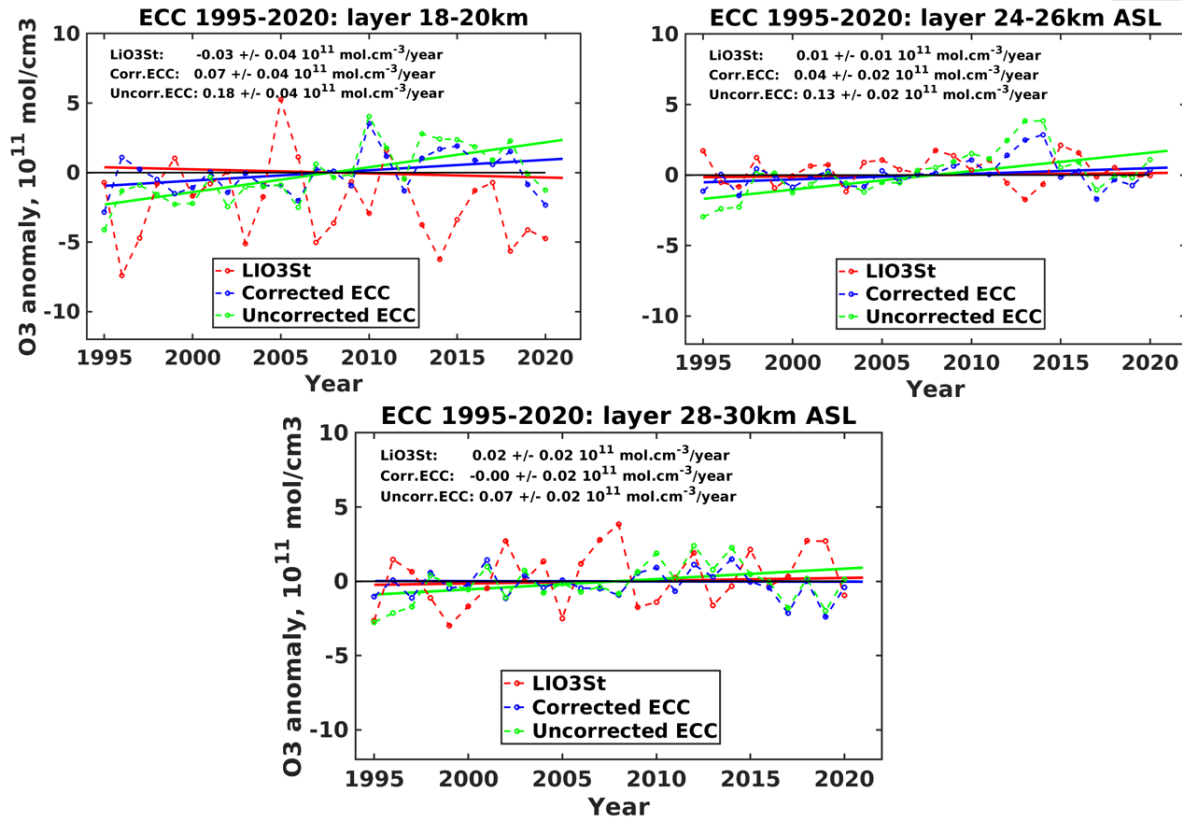 ECC 1995-2020: layer 18-20km
LiO3St: -0.03 +/- 0.04 10^11 mol.cm^-3/year
Corr.ECC: 0.07 +/- 0.04 10^11 mol.cm^-3/year
Uncorr.ECC: 0.18 +/- 0.04 10^11 mol.cm^-3/year
O3 anomaly, 10^11 mol/cm3
10
5
0
-5
-10
LIO3St
Corrected ECC
Uncorrected ECC
1995 2000 2005 2010 2015 2020
Year
ECC 1995-2020: layer 24-26km ASL
LiO3St: 0.01 +/- 0.01 10^11 mol.cm^-3/year
Corr.ECC: 0.04 +/- 0.02 10^11 mol.cm^-3/year
Uncorr.ECC: 0.13 +/- 0.02 10^11 mol.cm^-3/year
10
5
0
-5
-10
LIO3St
Corrected ECC
Uncorrected ECC
1995 2000 2005 2010 2015 2020
Year
ECC 1995-2020: layer 28-30km ASL
LiO3St: 0.02 +/- 0.02 10^11 mol.cm^-3/year
Corr.ECC: -0.00 +/- 0.02 10^11 mol.cm^-3/year
Uncorr.ECC: 0.07 +/- 0.02 10^11 mol.cm^-3/year
O3 anomaly, 10^11 mol/cm3
10
5
0
-5
-10
LIO3St
Corrected ECC
Uncorrected ECC
1995 2000 2005 2010 2015 2020
Year